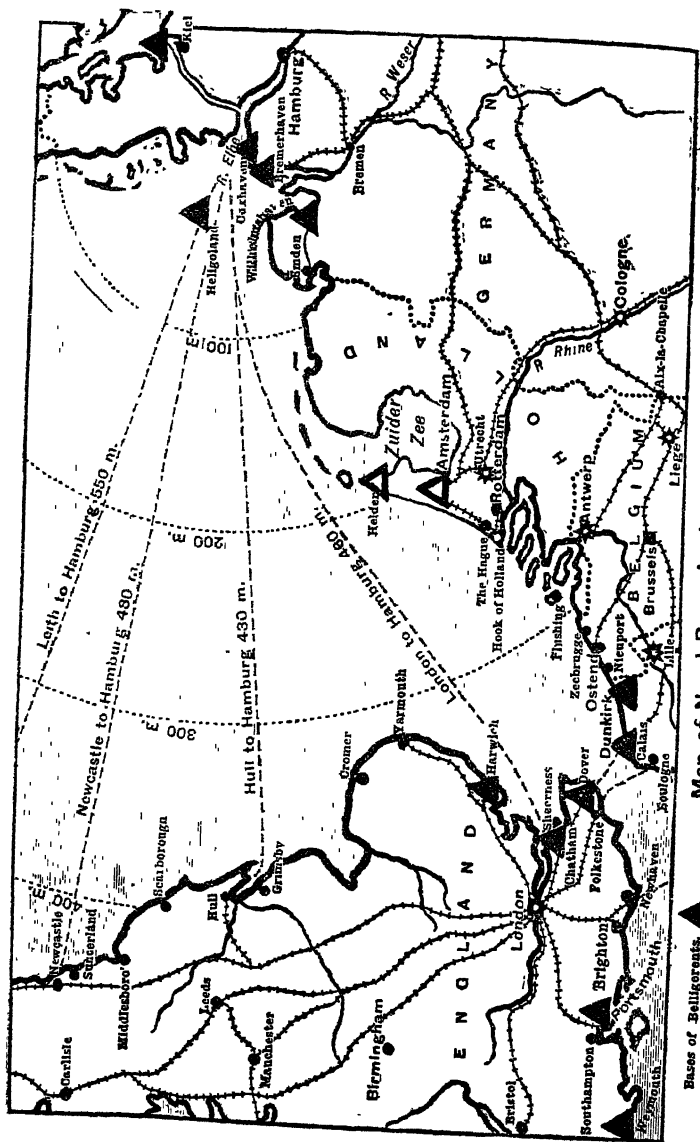 Kiel
Hamburg
R. Elbe
Cuxhaven
Bremerhaven
R Weser
Bremen
Heligoland
Emden
GERMANY
HOLLAND
100 m
200 m.
300 m
400 m
Leith to Hamburg 550 m.
Newcastle to Hamburg 480 m.
Hull to Hamburg 430 m.
London to Hamburg 480 m.
Zuider
Zee
Helder
Amsterdam
Utrecht
Rotterdam
The Hague
Hook of Holland
R Rhine
Cologne
Aix-la-Chapelle
Liege
BELGIUM
Antwerp
Brussels
Flushing
Zeebrugge
Ostend
Nieuport
Lille
Dunkirk
Calais
Boulogne
Newcastle
Sunderland
Middlesboro'
Scarborough
Carlisle
Leeds
Hull
Grimsby
Manchester
Birmingham
ENGLAND
Cromer
Yarmouth
Harwich
London
Sheerness
Chatham
Dover
Folkestone
Bristol
Brighton
Newhaven
Southampton
Portsmouth
Weymouth
Bases of Belligerents